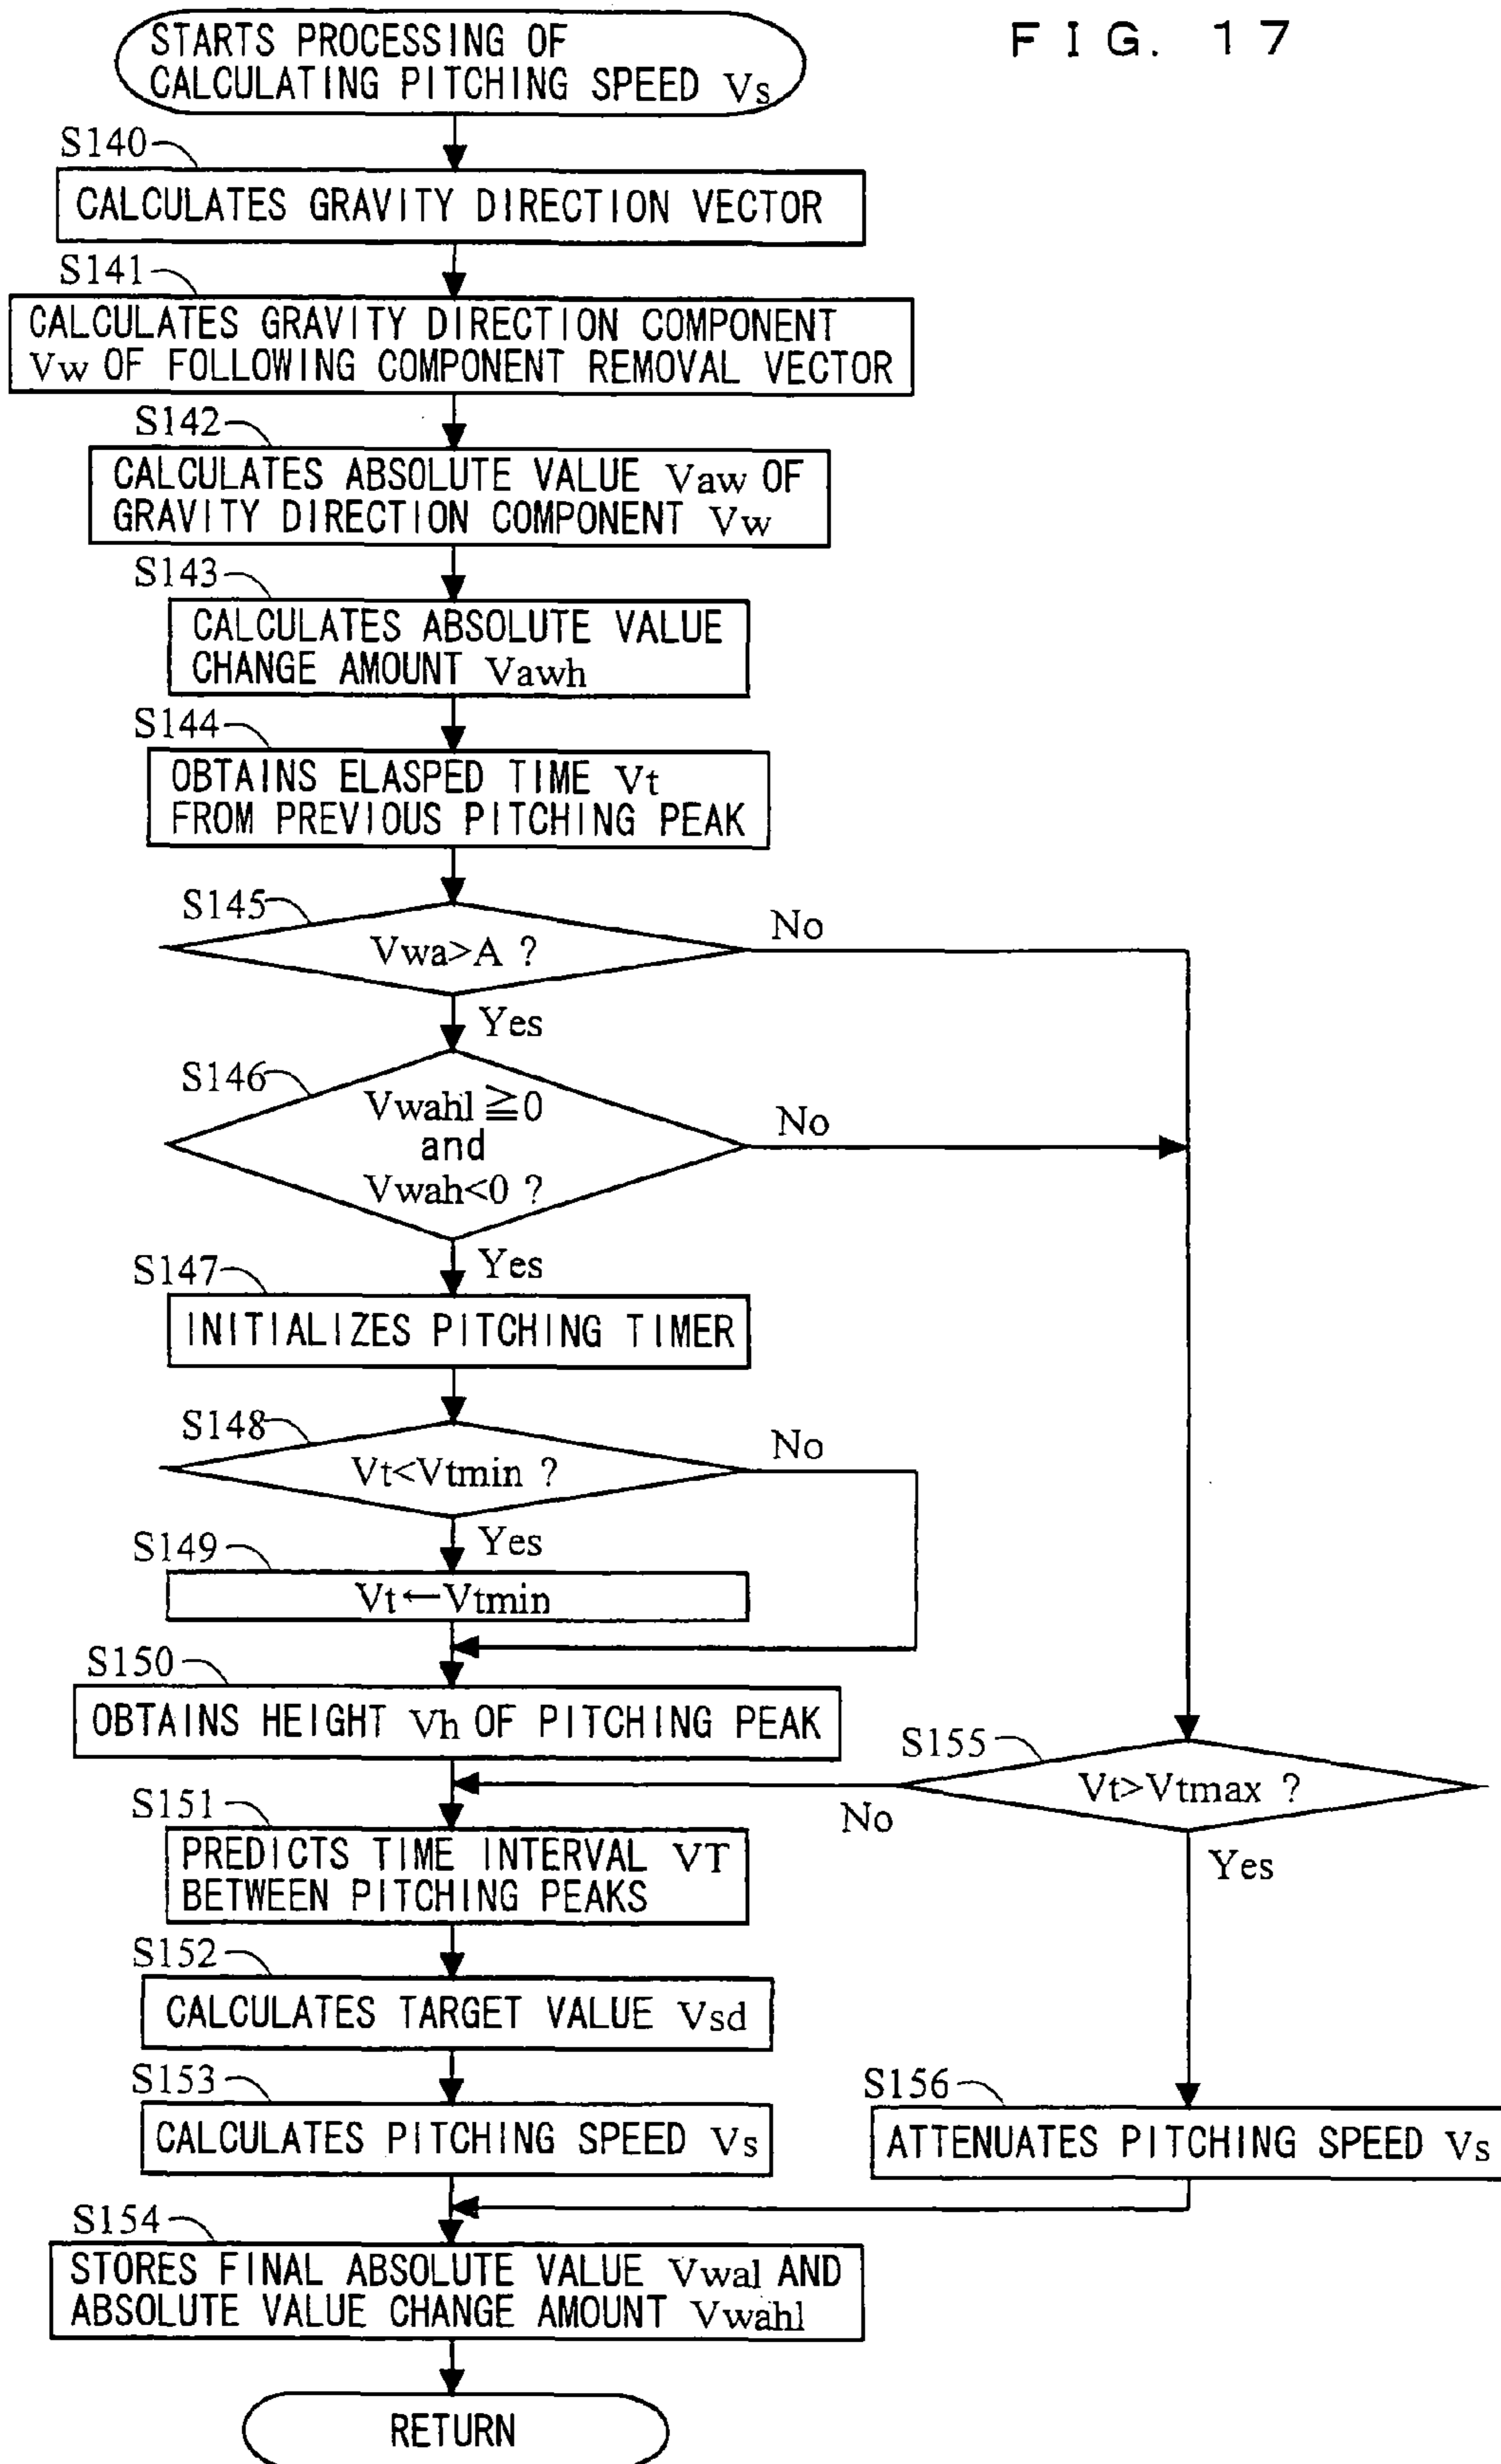 FIG. 17
STARTS PROCESSING OF
CALCULATING PITCHING SPEED Vs
S140
CALCULATES GRAVITY DIRECTION VECTOR
S141
CALCULATES GRAVITY DIRECTION COMPONENT
Vw OF FOLLOWING COMPONENT REMOVAL VECTOR
S142
CALCULATES ABSOLUTE VALUE Vaw OF
GRAVITY DIRECTION COMPONENT Vw
S143
CALCULATES ABSOLUTE VALUE
CHANGE AMOUNT Vawh
S144
OBTAINS ELASPED TIME Vt
FROM PREVIOUS PITCHING PEAK
S145
Vwa>A ?
No
Yes
S146
Vwahl≧0
and
Vwah<0 ?
No
Yes
S147
INITIALIZES PITCHING TIMER
S148
Vt<Vtmin ?
No
Yes
S149
Vt←Vtmin
S150
OBTAINS HEIGHT Vh OF PITCHING PEAK
S155
Vt>Vtmax ?
No
Yes
S151
PREDICTS TIME INTERVAL VT
BETWEEN PITCHING PEAKS
S152
CALCULATES TARGET VALUE Vsd
S153
CALCULATES PITCHING SPEED Vs
S156
ATTENUATES PITCHING SPEED Vs
S154
STORES FINAL ABSOLUTE VALUE Vwal AND
ABSOLUTE VALUE CHANGE AMOUNT Vwahl
RETURN